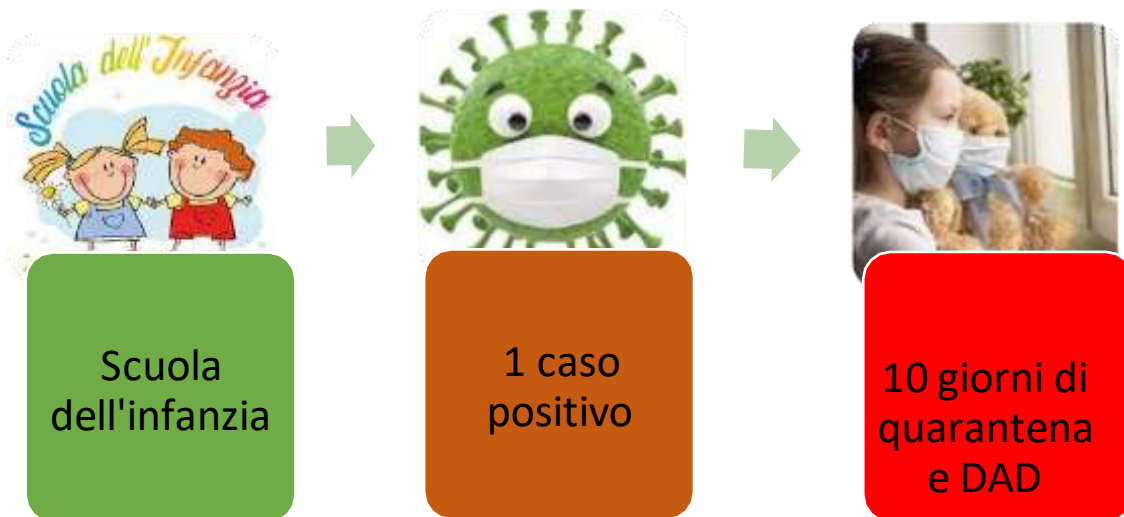 Scuola dell'Infanzia
Scuola
dell'infanzia
1 caso
positivo
10 giorni di
quarantena
e DAD